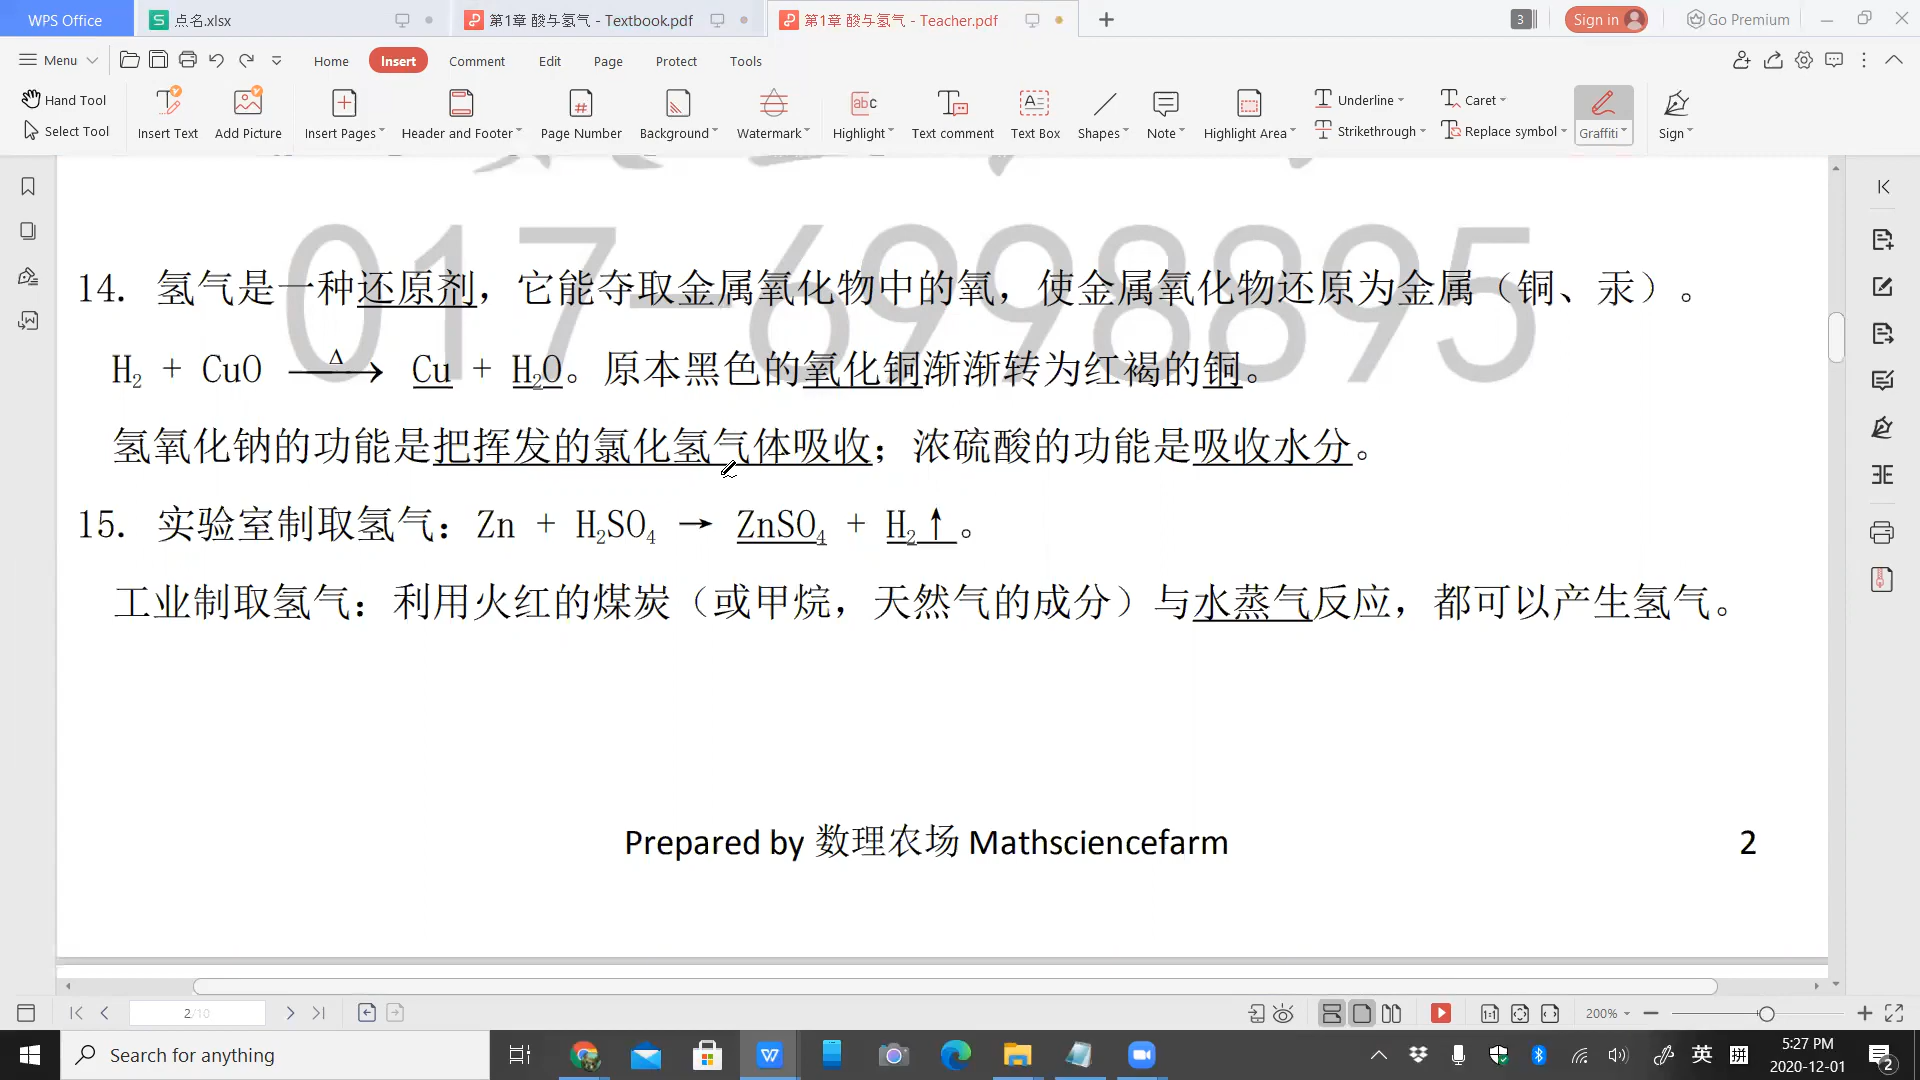 WPS Office 点名.xlsx 第1章 酸与氢气 - Textbook.pdf 第1章 酸与氢气 - Teacher.pdf 3 Sign in Go Premium
Menu Home Insert Comment Edit Page Protect Tools
Hand Tool
Select Tool
Insert Text Add Picture Insert Pages Header and Footer Page Number Background Watermark Highlight Text comment Text Box Shapes Note Highlight Area
Underline Caret
Strikethrough Replace symbol
Graffiti Sign
017-6998895
14. 氢气是一种还原剂，它能夺取金属氧化物中的氧，使金属氧化物还原为金属（铜、汞）。
H₂ + CuO Δ⟶ Cu + H₂O。原本黑色的氧化铜渐渐转为红褐的铜。
氢氧化钠的功能是把挥发的氯化氢气体吸收；浓硫酸的功能是吸收水分。
15. 实验室制取氢气：Zn + H₂SO₄ → ZnSO₄ + H₂↑。
工业制取氢气：利用火红的煤炭（或甲烷，天然气的成分）与水蒸气反应，都可以产生氢气。
Prepared by 数理农场 Mathsciencefarm 2
2/10 1:1 200%
Search for anything 英 拼 5:27 PM
2020-12-01 2